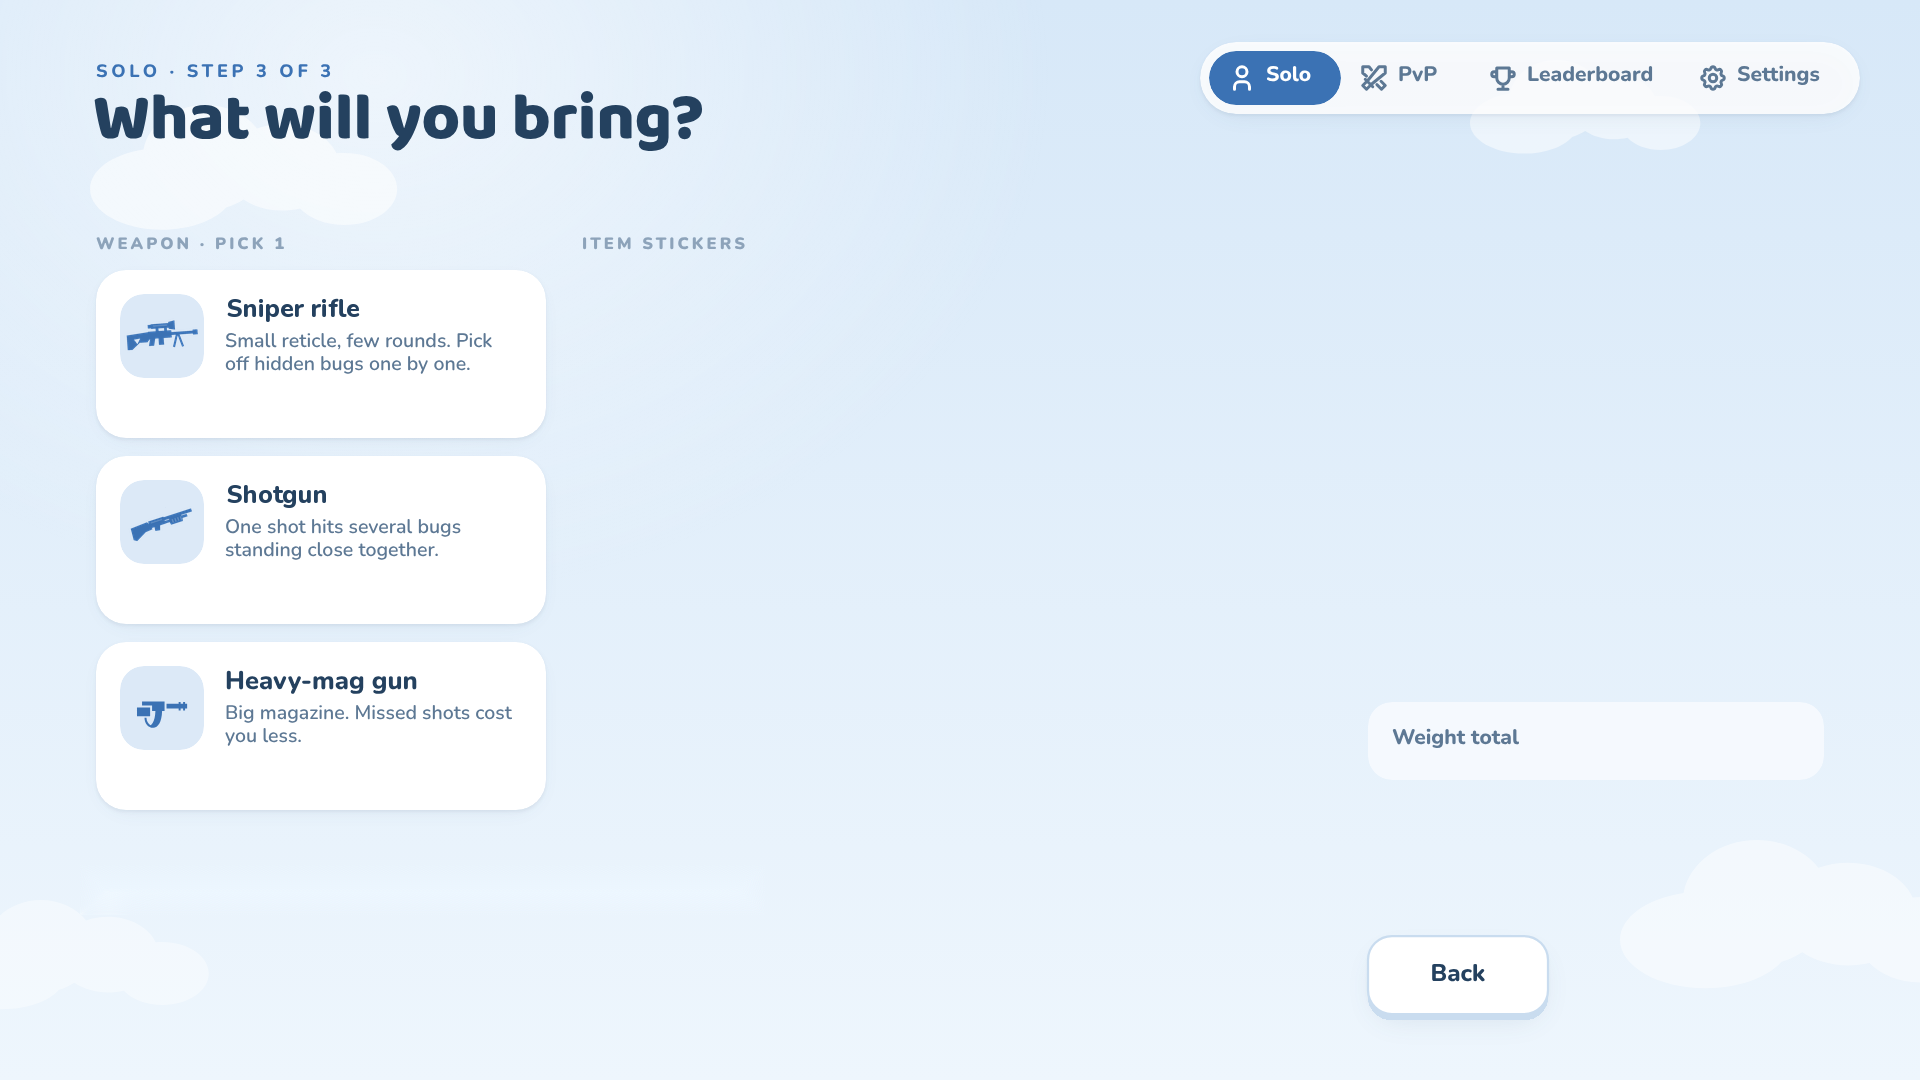 SOLO · STEP 3 OF 3
What will you bring?
Solo
PvP
Leaderboard
Settings
WEAPON · PICK 1
ITEM STICKERS
Sniper rifle
Small reticle, few rounds. Pick
off hidden bugs one by one.
Shotgun
One shot hits several bugs
standing close together.
Heavy-mag gun
Big magazine. Missed shots cost
you less.
Weight total
Back